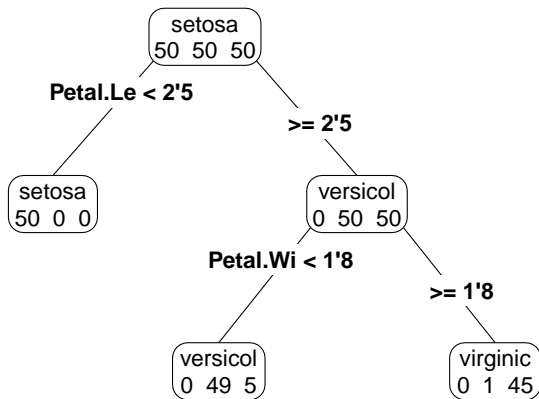 setosa
50 50 50
Petal.Le < 2'5
>= 2'5
setosa
50 0 0
versicol
0 50 50
Petal.Wi < 1'8
>= 1'8
versicol
0 49 5
virginic
0 1 45